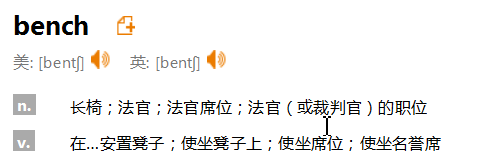 bench
美: [bentʃ] 英: [bentʃ]
n. 长椅；法官；法官席位；法官（或裁判官）的职位
v. 在...安置凳子；使坐凳子上；使坐席位；使坐名誉席